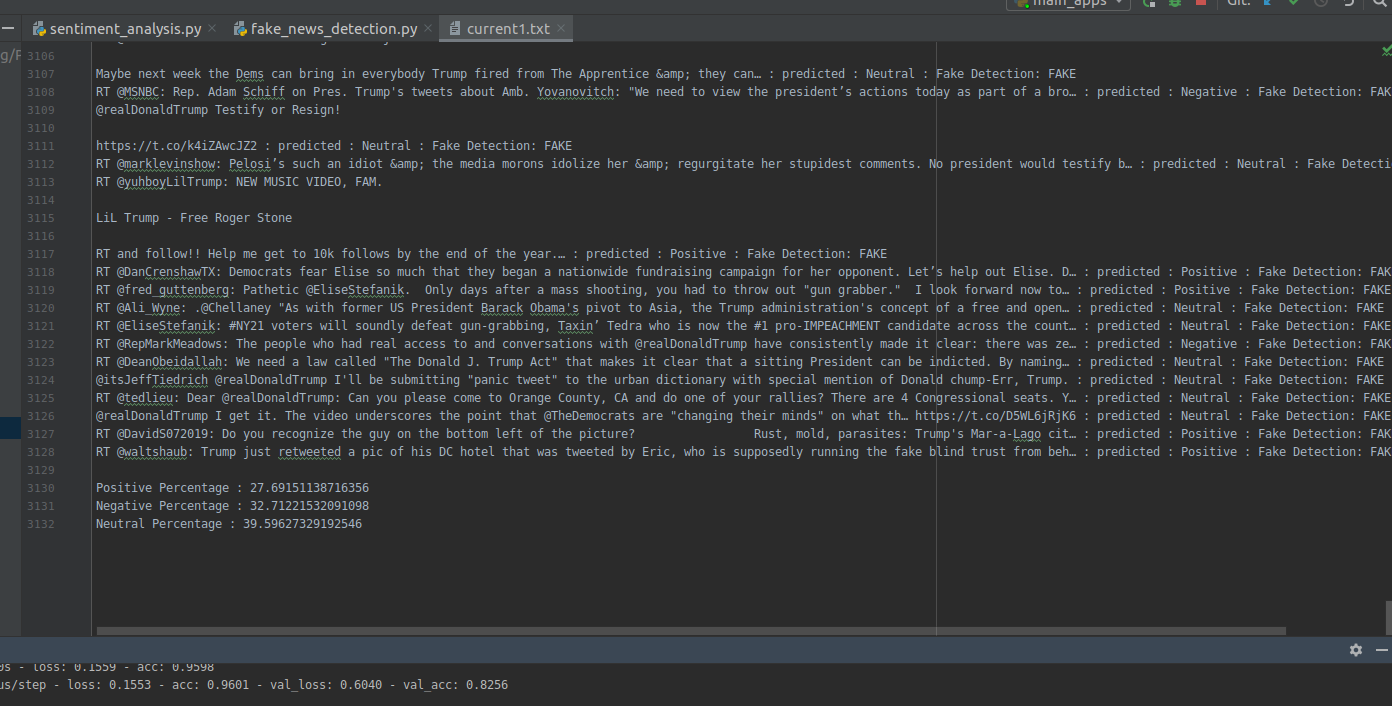 main_apps Git:
sentiment_analysis.py fake_news_detection.py current1.txt
3106
3107 Maybe next week the Dems can bring in everybody Trump fired from The Apprentice &amp; they can… : predicted : Neutral : Fake Detection: FAKE
3108 RT @MSNBC: Rep. Adam Schiff on Pres. Trump's tweets about Amb. Yovanovitch: "We need to view the president’s actions today as part of a bro… : predicted : Negative : Fake Detection: FAK
3109 @realDonaldTrump Testify or Resign!
3110
3111 https://t.co/k4iZAwcJZ2 : predicted : Neutral : Fake Detection: FAKE
3112 RT @marklevinshow: Pelosi’s such an idiot &amp; the media morons idolize her &amp; regurgitate her stupidest comments. No president would testify b… : predicted : Neutral : Fake Detecti
3113 RT @yuhboyLilTrump: NEW MUSIC VIDEO, FAM.
3114
3115 LiL Trump - Free Roger Stone
3116
3117 RT and follow!! Help me get to 10k follows by the end of the year.… : predicted : Positive : Fake Detection: FAKE
3118 RT @DanCrenshawTX: Democrats fear Elise so much that they began a nationwide fundraising campaign for her opponent. Let’s help out Elise. D… : predicted : Positive : Fake Detection: FAK
3119 RT @fred_guttenberg: Pathetic @EliseStefanik.  Only days after a mass shooting, you had to throw out "gun grabber."  I look forward now to… : predicted : Positive : Fake Detection: FAKE
3120 RT @Ali_Wyne: .@Chellaney "As with former US President Barack Obama's pivot to Asia, the Trump administration's concept of a free and open… : predicted : Neutral : Fake Detection: FAKE
3121 RT @EliseStefanik: #NY21 voters will soundly defeat gun-grabbing, Taxin’ Tedra who is now the #1 pro-IMPEACHMENT candidate across the count… : predicted : Neutral : Fake Detection: FAKE
3122 RT @RepMarkMeadows: The people who had real access to and conversations with @realDonaldTrump have consistently made it clear: there was ze… : predicted : Negative : Fake Detection: FAK
3123 RT @DeanObeidallah: We need a law called "The Donald J. Trump Act" that makes it clear that a sitting President can be indicted. By naming… : predicted : Neutral : Fake Detection: FAKE
3124 @itsJeffTiedrich @realDonaldTrump I'll be submitting "panic tweet" to the urban dictionary with special mention of Donald chump-Err, Trump. : predicted : Neutral : Fake Detection: FAKE
3125 RT @tedlieu: Dear @realDonaldTrump: Can you please come to Orange County, CA and do one of your rallies? There are 4 Congressional seats. Y… : predicted : Neutral : Fake Detection: FAKE
3126 @realDonaldTrump I get it. The video underscores the point that @TheDemocrats are "changing their minds" on what th… https://t.co/D5WL6jRjK6 : predicted : Neutral : Fake Detection: FAKE
3127 RT @DavidS072019: Do you recognize the guy on the bottom left of the picture?                 Rust, mold, parasites: Trump's Mar-a-Lago cit… : predicted : Positive : Fake Detection: FAK
3128 RT @waltshaub: Trump just retweeted a pic of his DC hotel that was tweeted by Eric, who is supposedly running the fake blind trust from beh… : predicted : Positive : Fake Detection: FAK
3129
3130 Positive Percentage : 27.69151138716356
3131 Negative Percentage : 32.71221532091098
3132 Neutral Percentage : 39.59627329192546
0s - loss: 0.1559 - acc: 0.9598
us/step - loss: 0.1553 - acc: 0.9601 - val_loss: 0.6040 - val_acc: 0.8256